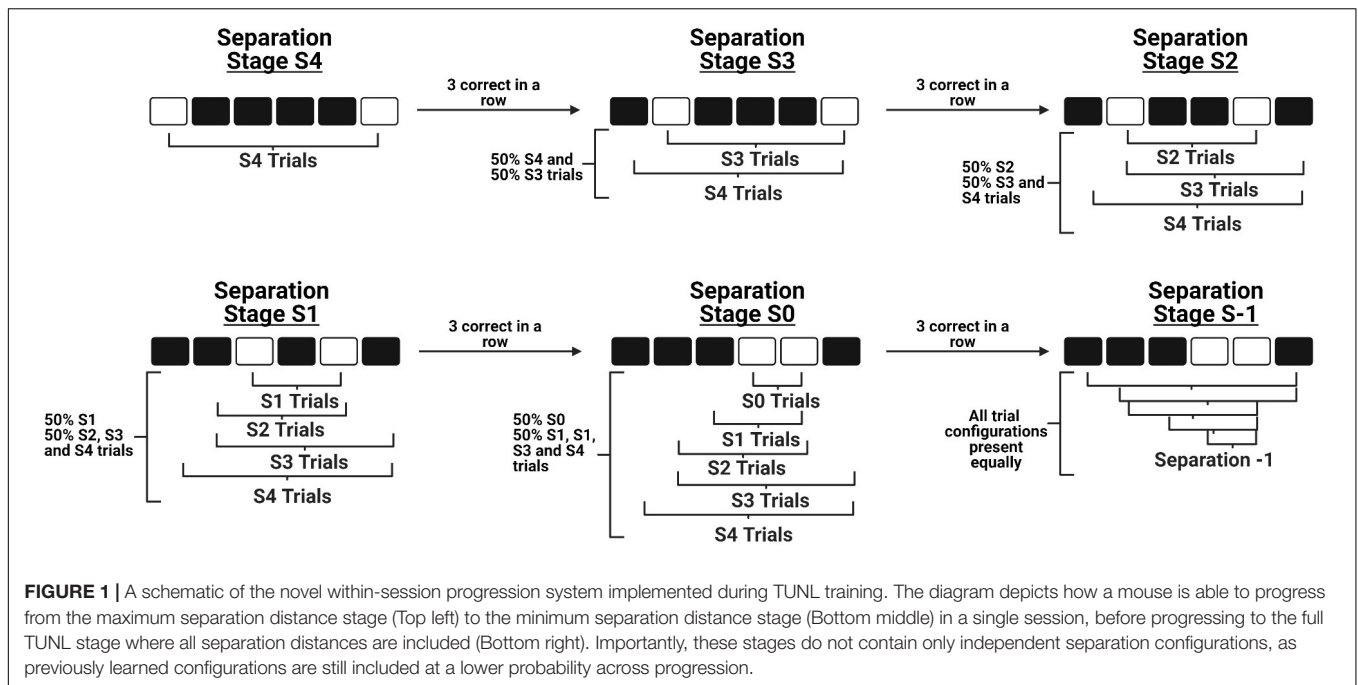 Separation
Stage S4
3 correct in a
row
S4 Trials
Separation
Stage S3
3 correct in a
row
50% S4 and
50% S3 trials
S3 Trials
S4 Trials
Separation
Stage S2
50% S2
50% S3 and
S4 trials
S2 Trials
S3 Trials
S4 Trials
Separation
Stage S1
3 correct in a
row
50% S1
50% S2, S3
and S4 trials
S1 Trials
S2 Trials
S3 Trials
S4 Trials
Separation
Stage S0
3 correct in a
row
50% S0
50% S1, S1,
S3 and S4
trials
S0 Trials
S1 Trials
S2 Trials
S3 Trials
S4 Trials
Separation
Stage S-1
All trial
configurations
present
equally
Separation -1
FIGURE 1 | A schematic of the novel within-session progression system implemented during TUNL training. The diagram depicts how a mouse is able to progress
from the maximum separation distance stage (Top left) to the minimum separation distance stage (Bottom middle) in a single session, before progressing to the full
TUNL stage where all separation distances are included (Bottom right). Importantly, these stages do not contain only independent separation configurations, as
previously learned configurations are still included at a lower probability across progression.